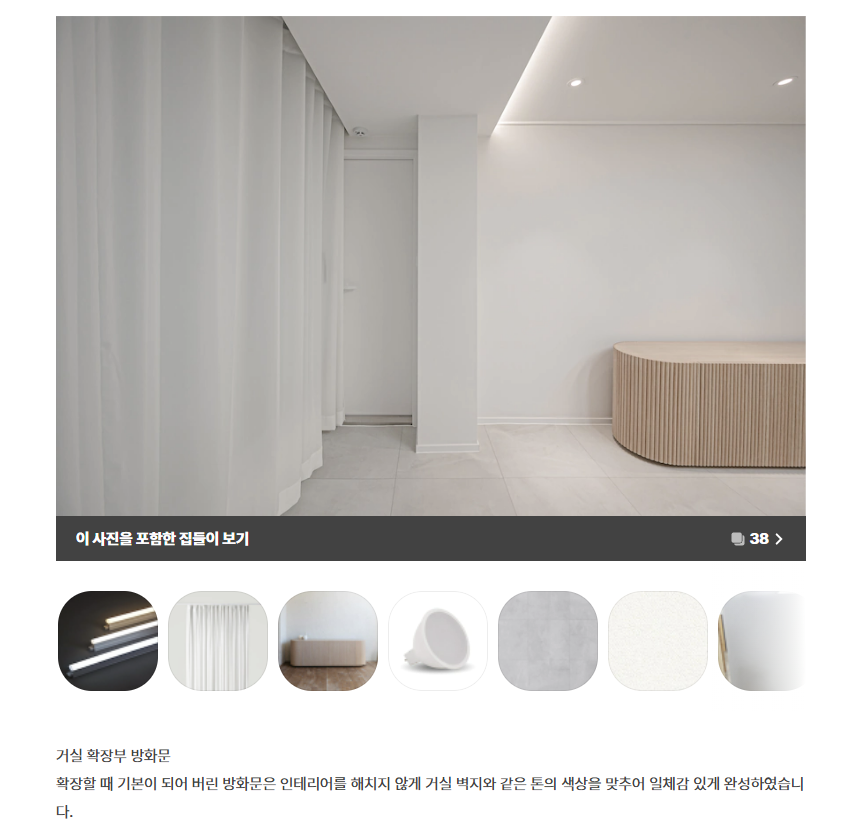 이 사진을 포함한 집들이 보기
38
거실 확장부 방화문
확장할 때 기본이 되어 버린 방화문은 인테리어를 해치지 않게 거실 벽지와 같은 톤의 색상을 맞추어 일체감 있게 완성하였습니
다.